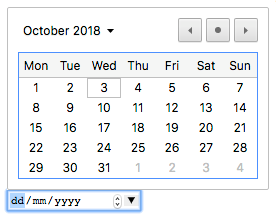 October 2018
Mon Tue Wed Thu Fri Sat Sun
1 2 3 4 5 6 7
8 9 10 11 12 13 14
15 16 17 18 19 20 21
22 23 24 25 26 27 28
29 30 31 1 2 3 4
dd/mm/yyyy